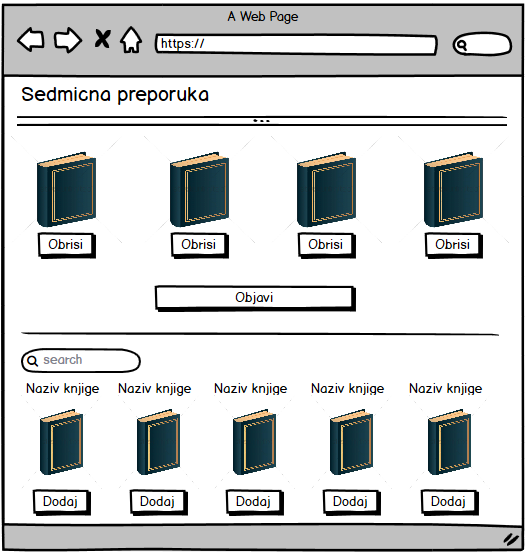 A Web Page
https://
Sedmicna preporuka
Obrisi Obrisi Obrisi Obrisi
Objavi
search
Naziv knjige Naziv knjige Naziv knjige Naziv knjige Naziv knjige
Dodaj Dodaj Dodaj Dodaj Dodaj